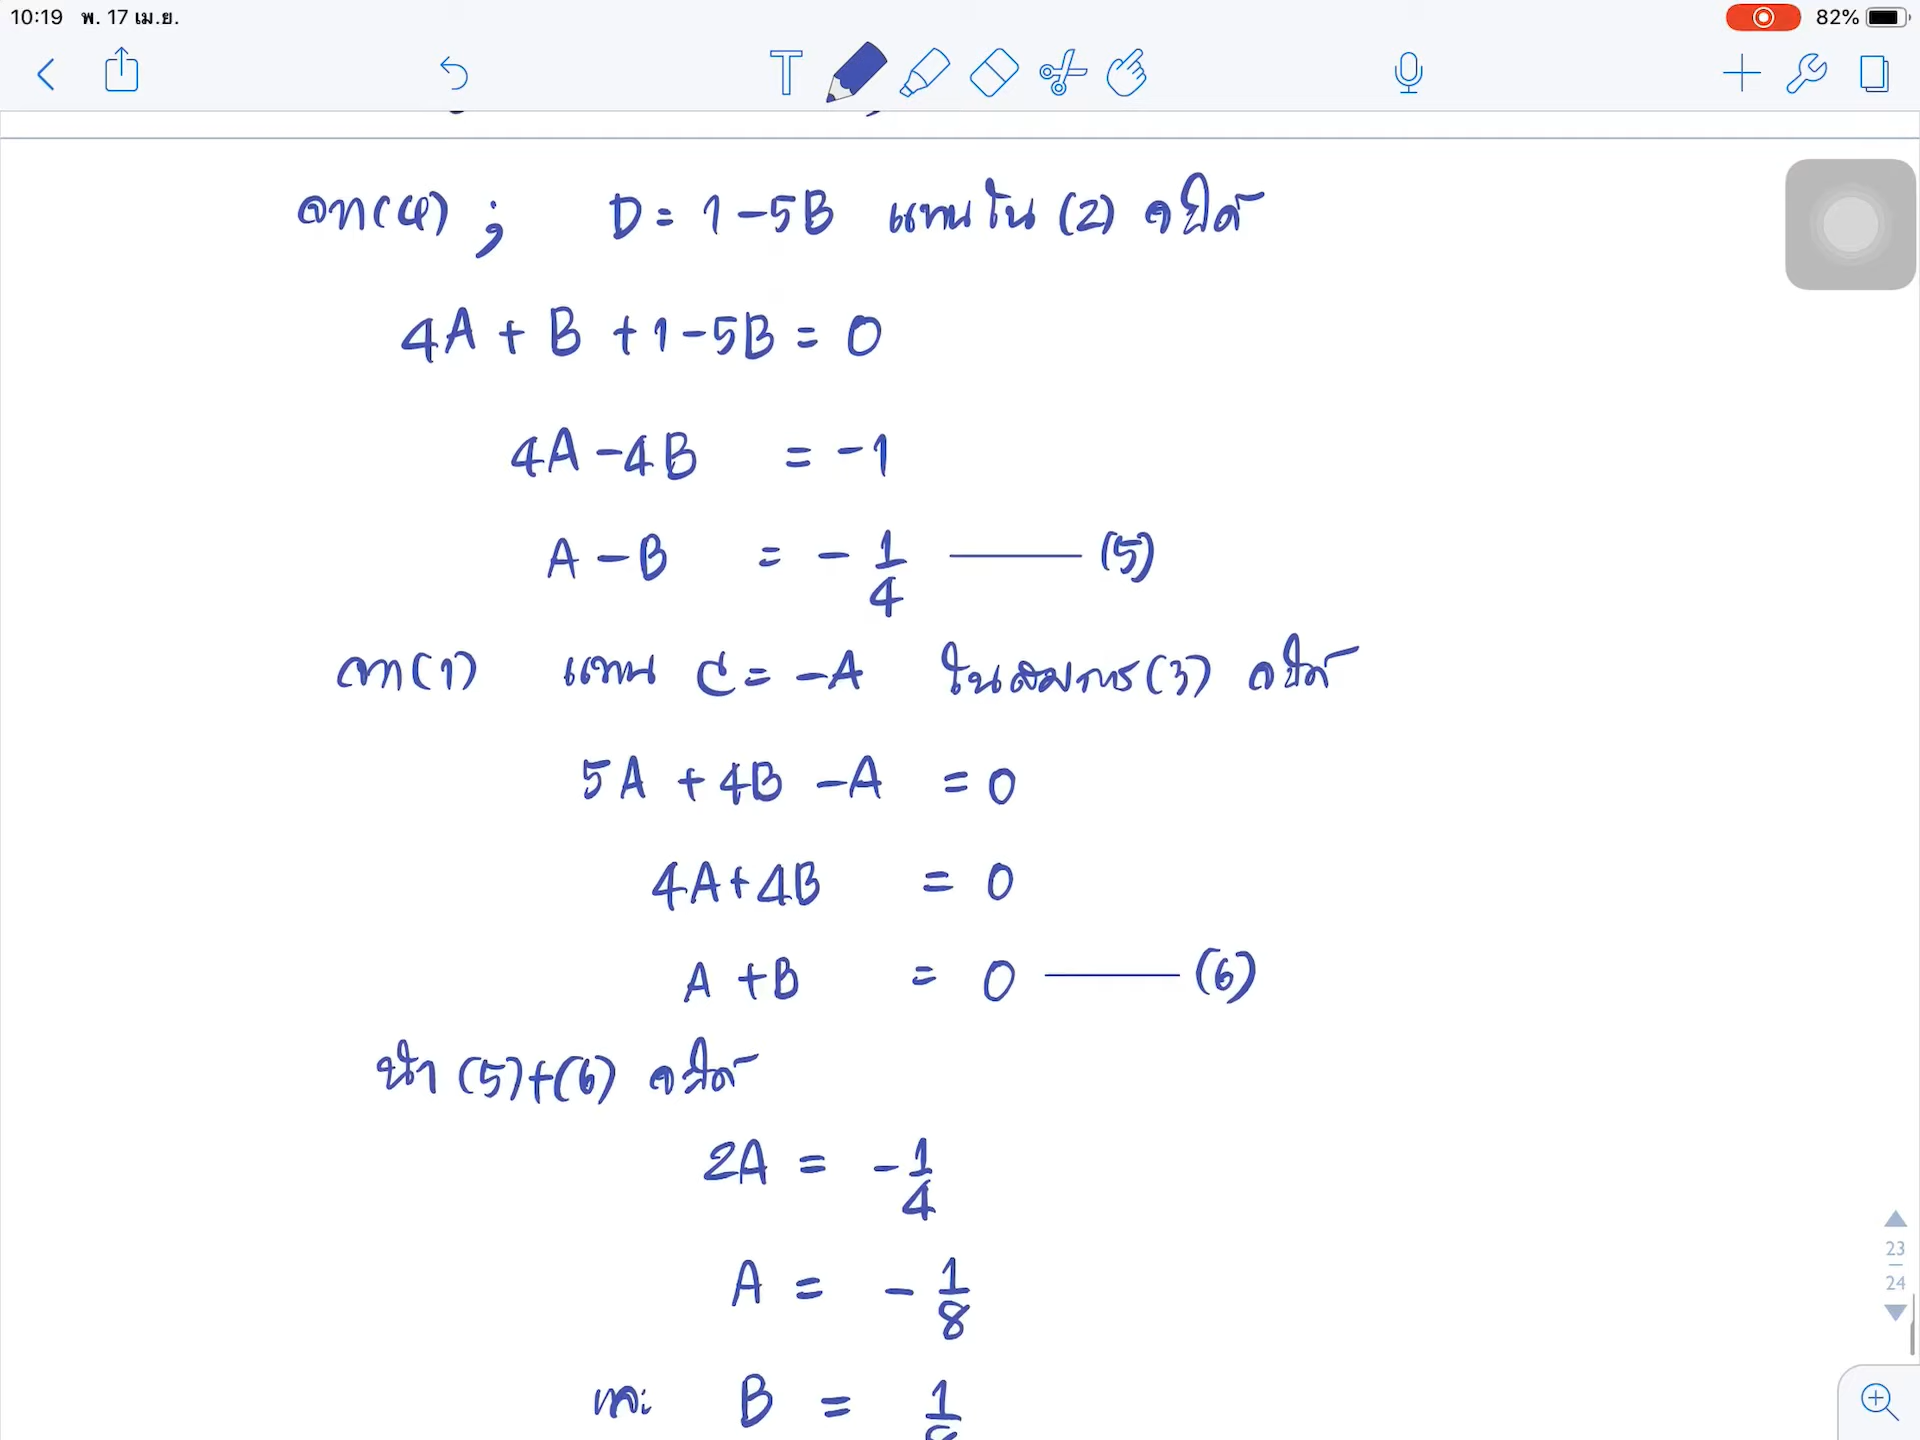 10:19 พ. 17 เม.ย.
82%
T
จาก (4) ; D = 1 - 5B แทนใน (2) จะได้
4A + B + 1 - 5B = 0
4A - 4B = -1
A - B = - 1/4 ——— (5)
จาก (1) แทน C = -A ในสมการ (3) จะได้
5A + 4B - A = 0
4A + 4B = 0
A + B = 0 ——— (6)
นำ (5)+(6) จะได้
2A = - 1/4
A = - 1/8
และ B = 1/8
23
24